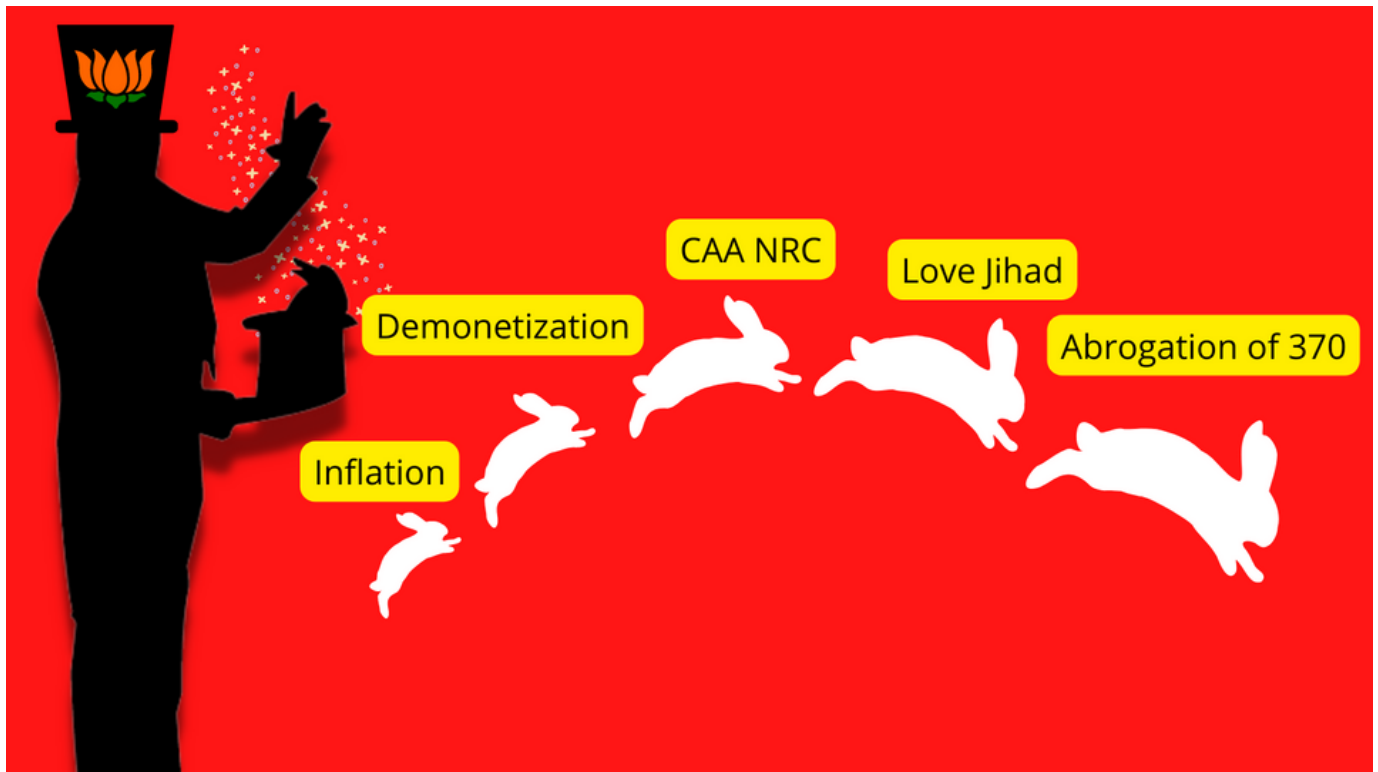 CAA NRC
Love Jihad
Demonetization
Abrogation of 370
Inflation